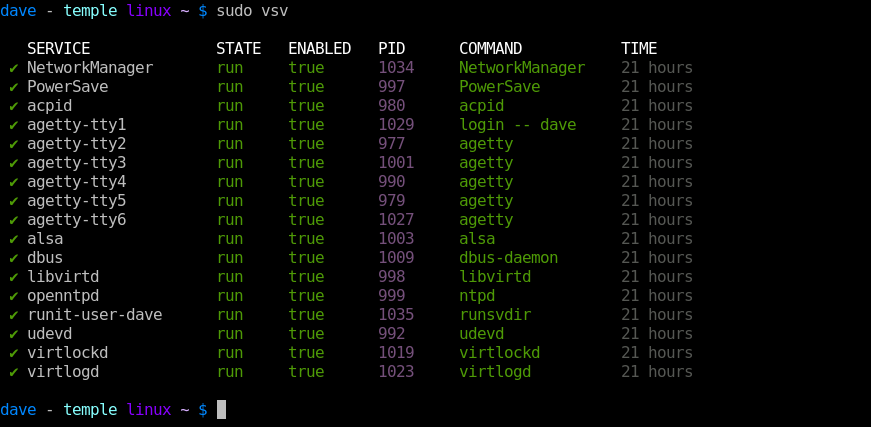 dave - temple linux ~ $ sudo vsv
SERVICE STATE ENABLED PID COMMAND TIME
✔ NetworkManager run true 1034 NetworkManager 21 hours
✔ PowerSave run true 997 PowerSave 21 hours
✔ acpid run true 980 acpid 21 hours
✔ agetty-tty1 run true 1029 login -- dave 21 hours
✔ agetty-tty2 run true 977 agetty 21 hours
✔ agetty-tty3 run true 1001 agetty 21 hours
✔ agetty-tty4 run true 990 agetty 21 hours
✔ agetty-tty5 run true 979 agetty 21 hours
✔ agetty-tty6 run true 1027 agetty 21 hours
✔ alsa run true 1003 alsa 21 hours
✔ dbus run true 1009 dbus-daemon 21 hours
✔ libvirtd run true 998 libvirtd 21 hours
✔ openntpd run true 999 ntpd 21 hours
✔ runit-user-dave run true 1035 runsvdir 21 hours
✔ udevd run true 992 udevd 21 hours
✔ virtlockd run true 1019 virtlockd 21 hours
✔ virtlogd run true 1023 virtlogd 21 hours
dave - temple linux ~ $